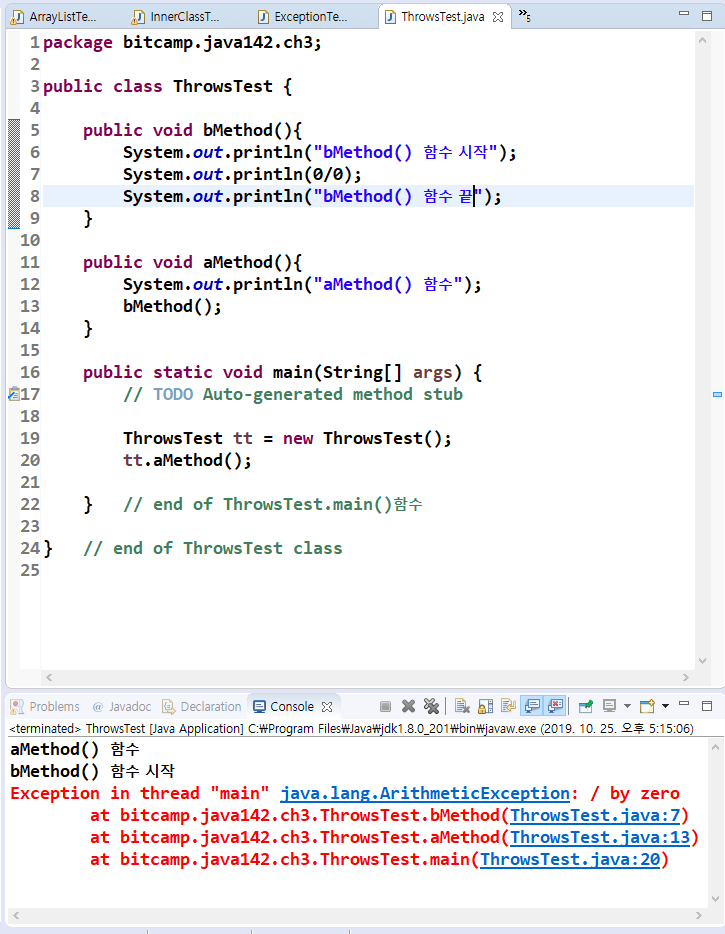 ArrayListTe... InnerClassT... ExceptionTe... ThrowsTest.java »5
1 package bitcamp.java142.ch3;
2
3 public class ThrowsTest {
4
5     public void bMethod(){
6         System.out.println("bMethod() 함수 시작");
7         System.out.println(0/0);
8         System.out.println("bMethod() 함수 끝");
9     }
10
11     public void aMethod(){
12         System.out.println("aMethod() 함수");
13         bMethod();
14     }
15
16     public static void main(String[] args) {
17         // TODO Auto-generated method stub
18
19         ThrowsTest tt = new ThrowsTest();
20         tt.aMethod();
21
22     }   // end of ThrowsTest.main()함수
23
24 }   // end of ThrowsTest class
25
Problems @ Javadoc Declaration Console
<terminated> ThrowsTest [Java Application] C:₩Program Files₩Java₩jdk1.8.0_201₩bin₩javaw.exe (2019. 10. 25. 오후 5:15:06)
aMethod() 함수
bMethod() 함수 시작
Exception in thread "main" java.lang.ArithmeticException: / by zero
        at bitcamp.java142.ch3.ThrowsTest.bMethod(ThrowsTest.java:7)
        at bitcamp.java142.ch3.ThrowsTest.aMethod(ThrowsTest.java:13)
        at bitcamp.java142.ch3.ThrowsTest.main(ThrowsTest.java:20)